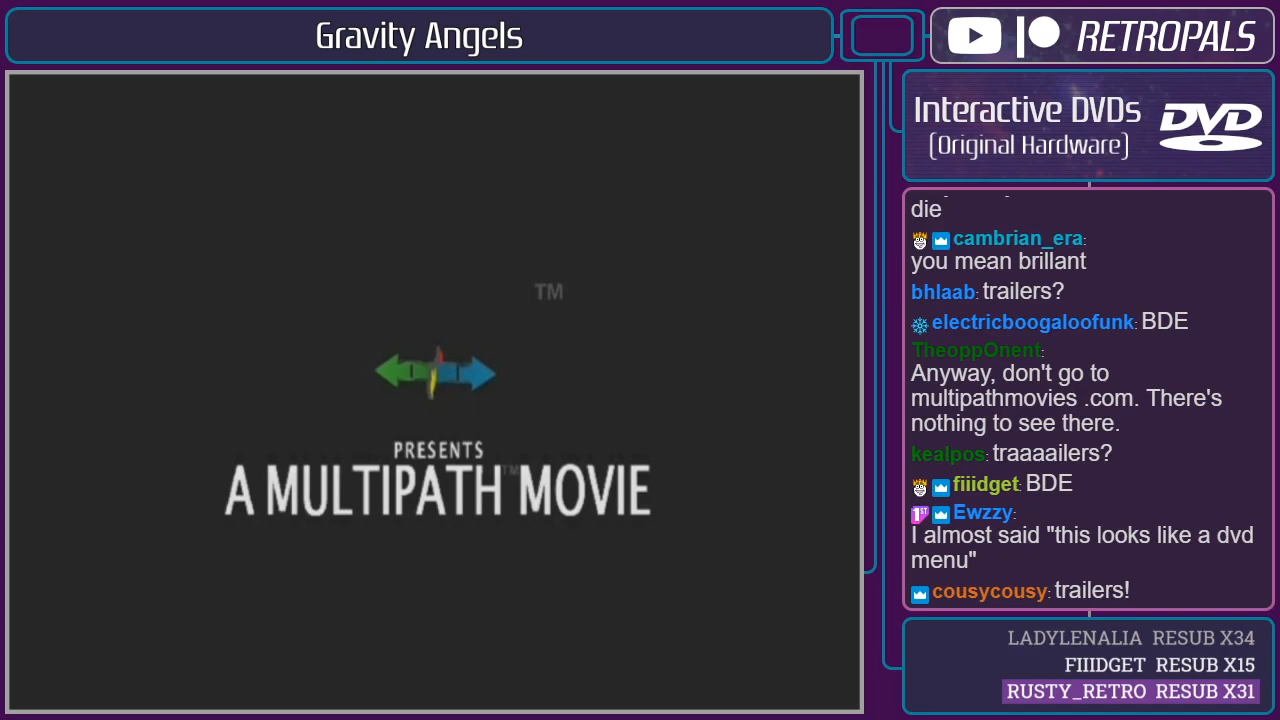 Gravity Angels
RETROPALS
Interactive DVDs
(Original Hardware)
DVD
TM
PRESENTS
A MULTIPATH™ MOVIE
die
cambrian_era:
you mean brillant
bhlaab: trailers?
electricboogaloofunk: BDE
TheoppOnent:
Anyway, don't go to
multipathmovies .com. There's
nothing to see there.
kealpos: traaaailers?
fiiidget: BDE
1ST Ewzzy:
I almost said "this looks like a dvd
menu"
cousycousy: trailers!
LADYLENALIA RESUB X34
FIIIDGET RESUB X15
RUSTY_RETRO RESUB X31